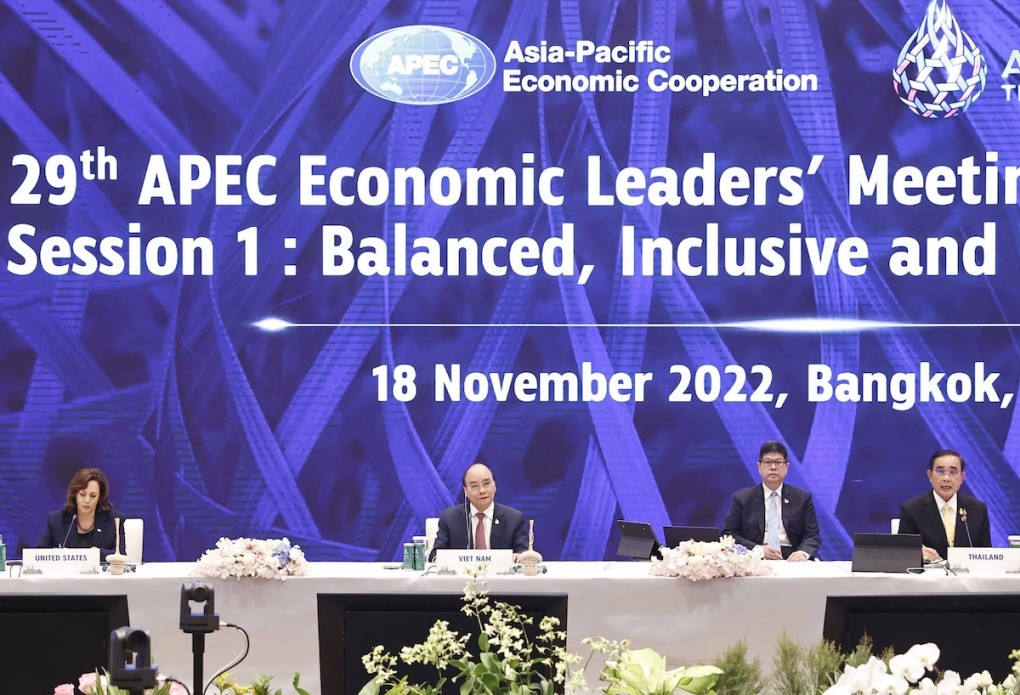 APEC
Asia-Pacific
Economic Cooperation
29th APEC Economic Leaders' Meetin
Session 1 : Balanced, Inclusive and
18 November 2022, Bangkok,
UNITED STATES
VIET NAM
THAILAND